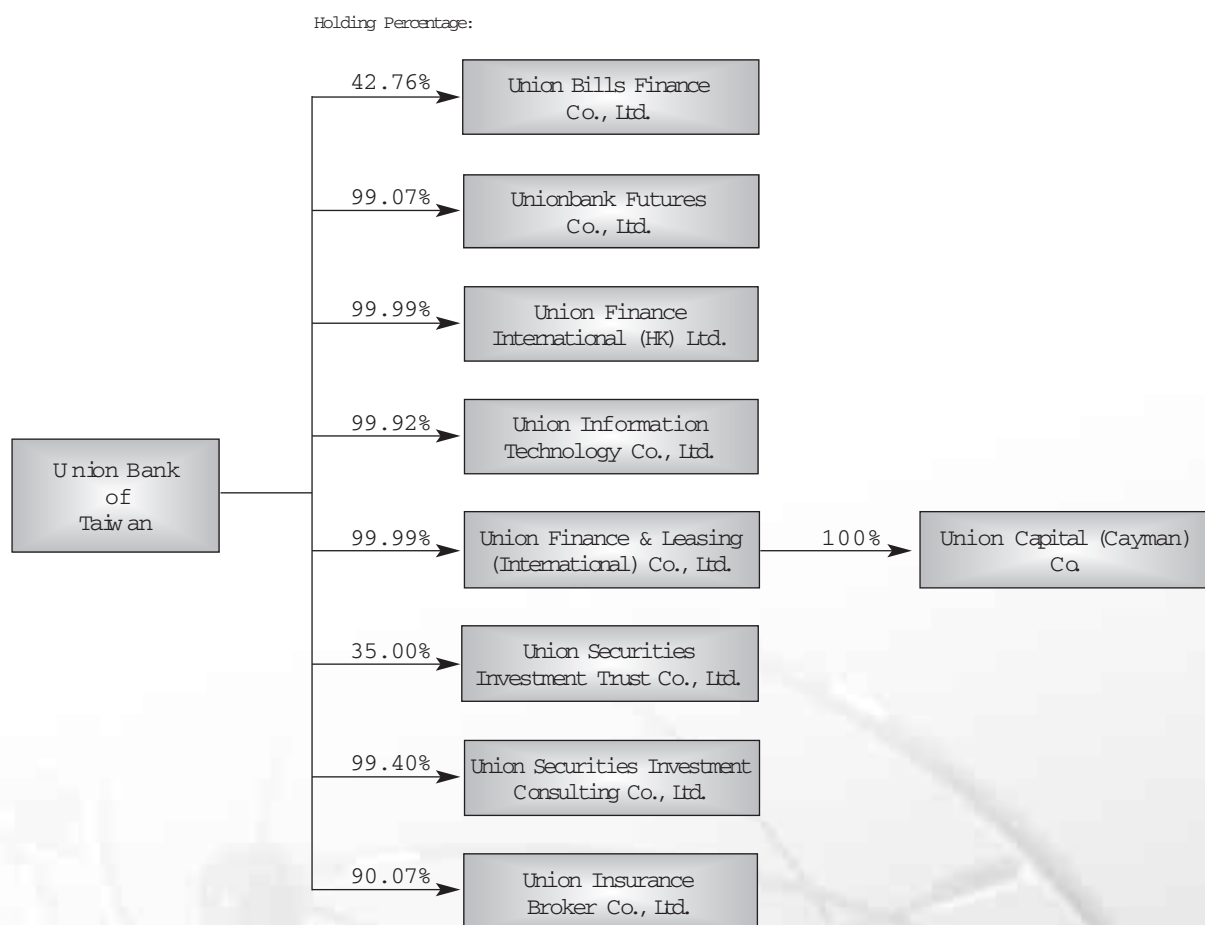 Holding Percentage:
42.76%
Union Bills Finance
Co., Ltd.
99.07%
Unionbank Futures
Co., Ltd.
99.99%
Union Finance
International (HK) Ltd.
99.92%
Union Information
Technology Co., Ltd.
Union Bank
of
Taiwan
99.99%
Union Finance & Leasing
(International) Co., Ltd.
100%
Union Capital (Cayman)
Co.
35.00%
Union Securities
Investment Trust Co., Ltd.
99.40%
Union Securities Investment
Consulting Co., Ltd.
90.07%
Union Insurance
Broker Co., Ltd.